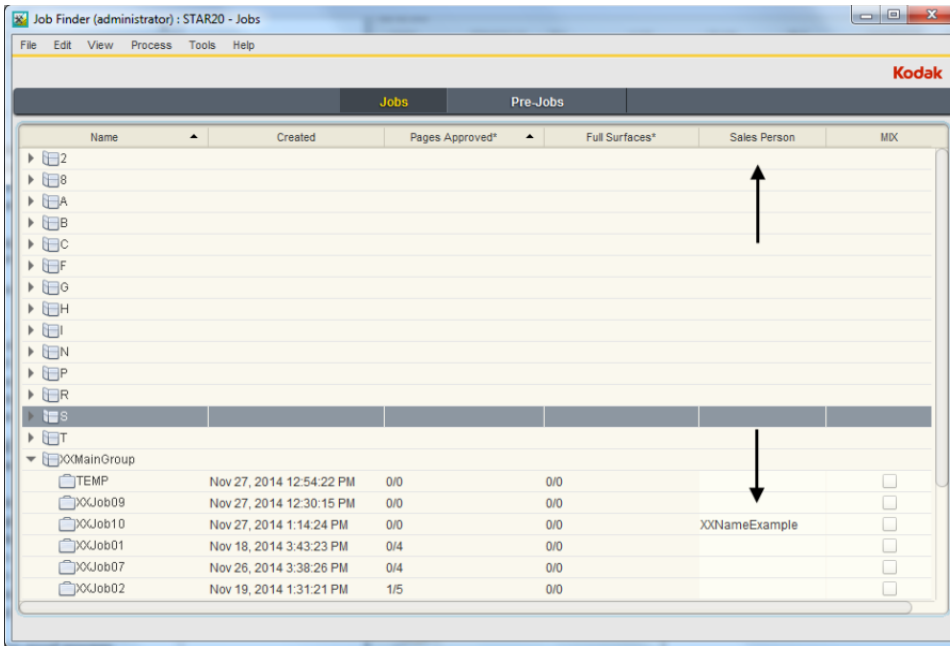 Job Finder (administrator) : STAR20 - Jobs
File Edit View Process Tools Help
Kodak
Jobs Pre-Jobs
Name Created Pages Approved* Full Surfaces* Sales Person MIX
2
8
A
B
C
F
G
H
I
N
P
R
S
T
XXMainGroup
TEMP Nov 27, 2014 12:54:22 PM 0/0 0/0
XXJob09 Nov 27, 2014 12:30:15 PM 0/0 0/0
XXJob10 Nov 27, 2014 1:14:24 PM 0/0 0/0 XXNameExample
XXJob01 Nov 18, 2014 3:43:23 PM 0/4 0/0
XXJob07 Nov 26, 2014 3:38:26 PM 0/4 0/0
XXJob02 Nov 19, 2014 1:31:21 PM 1/5 0/0